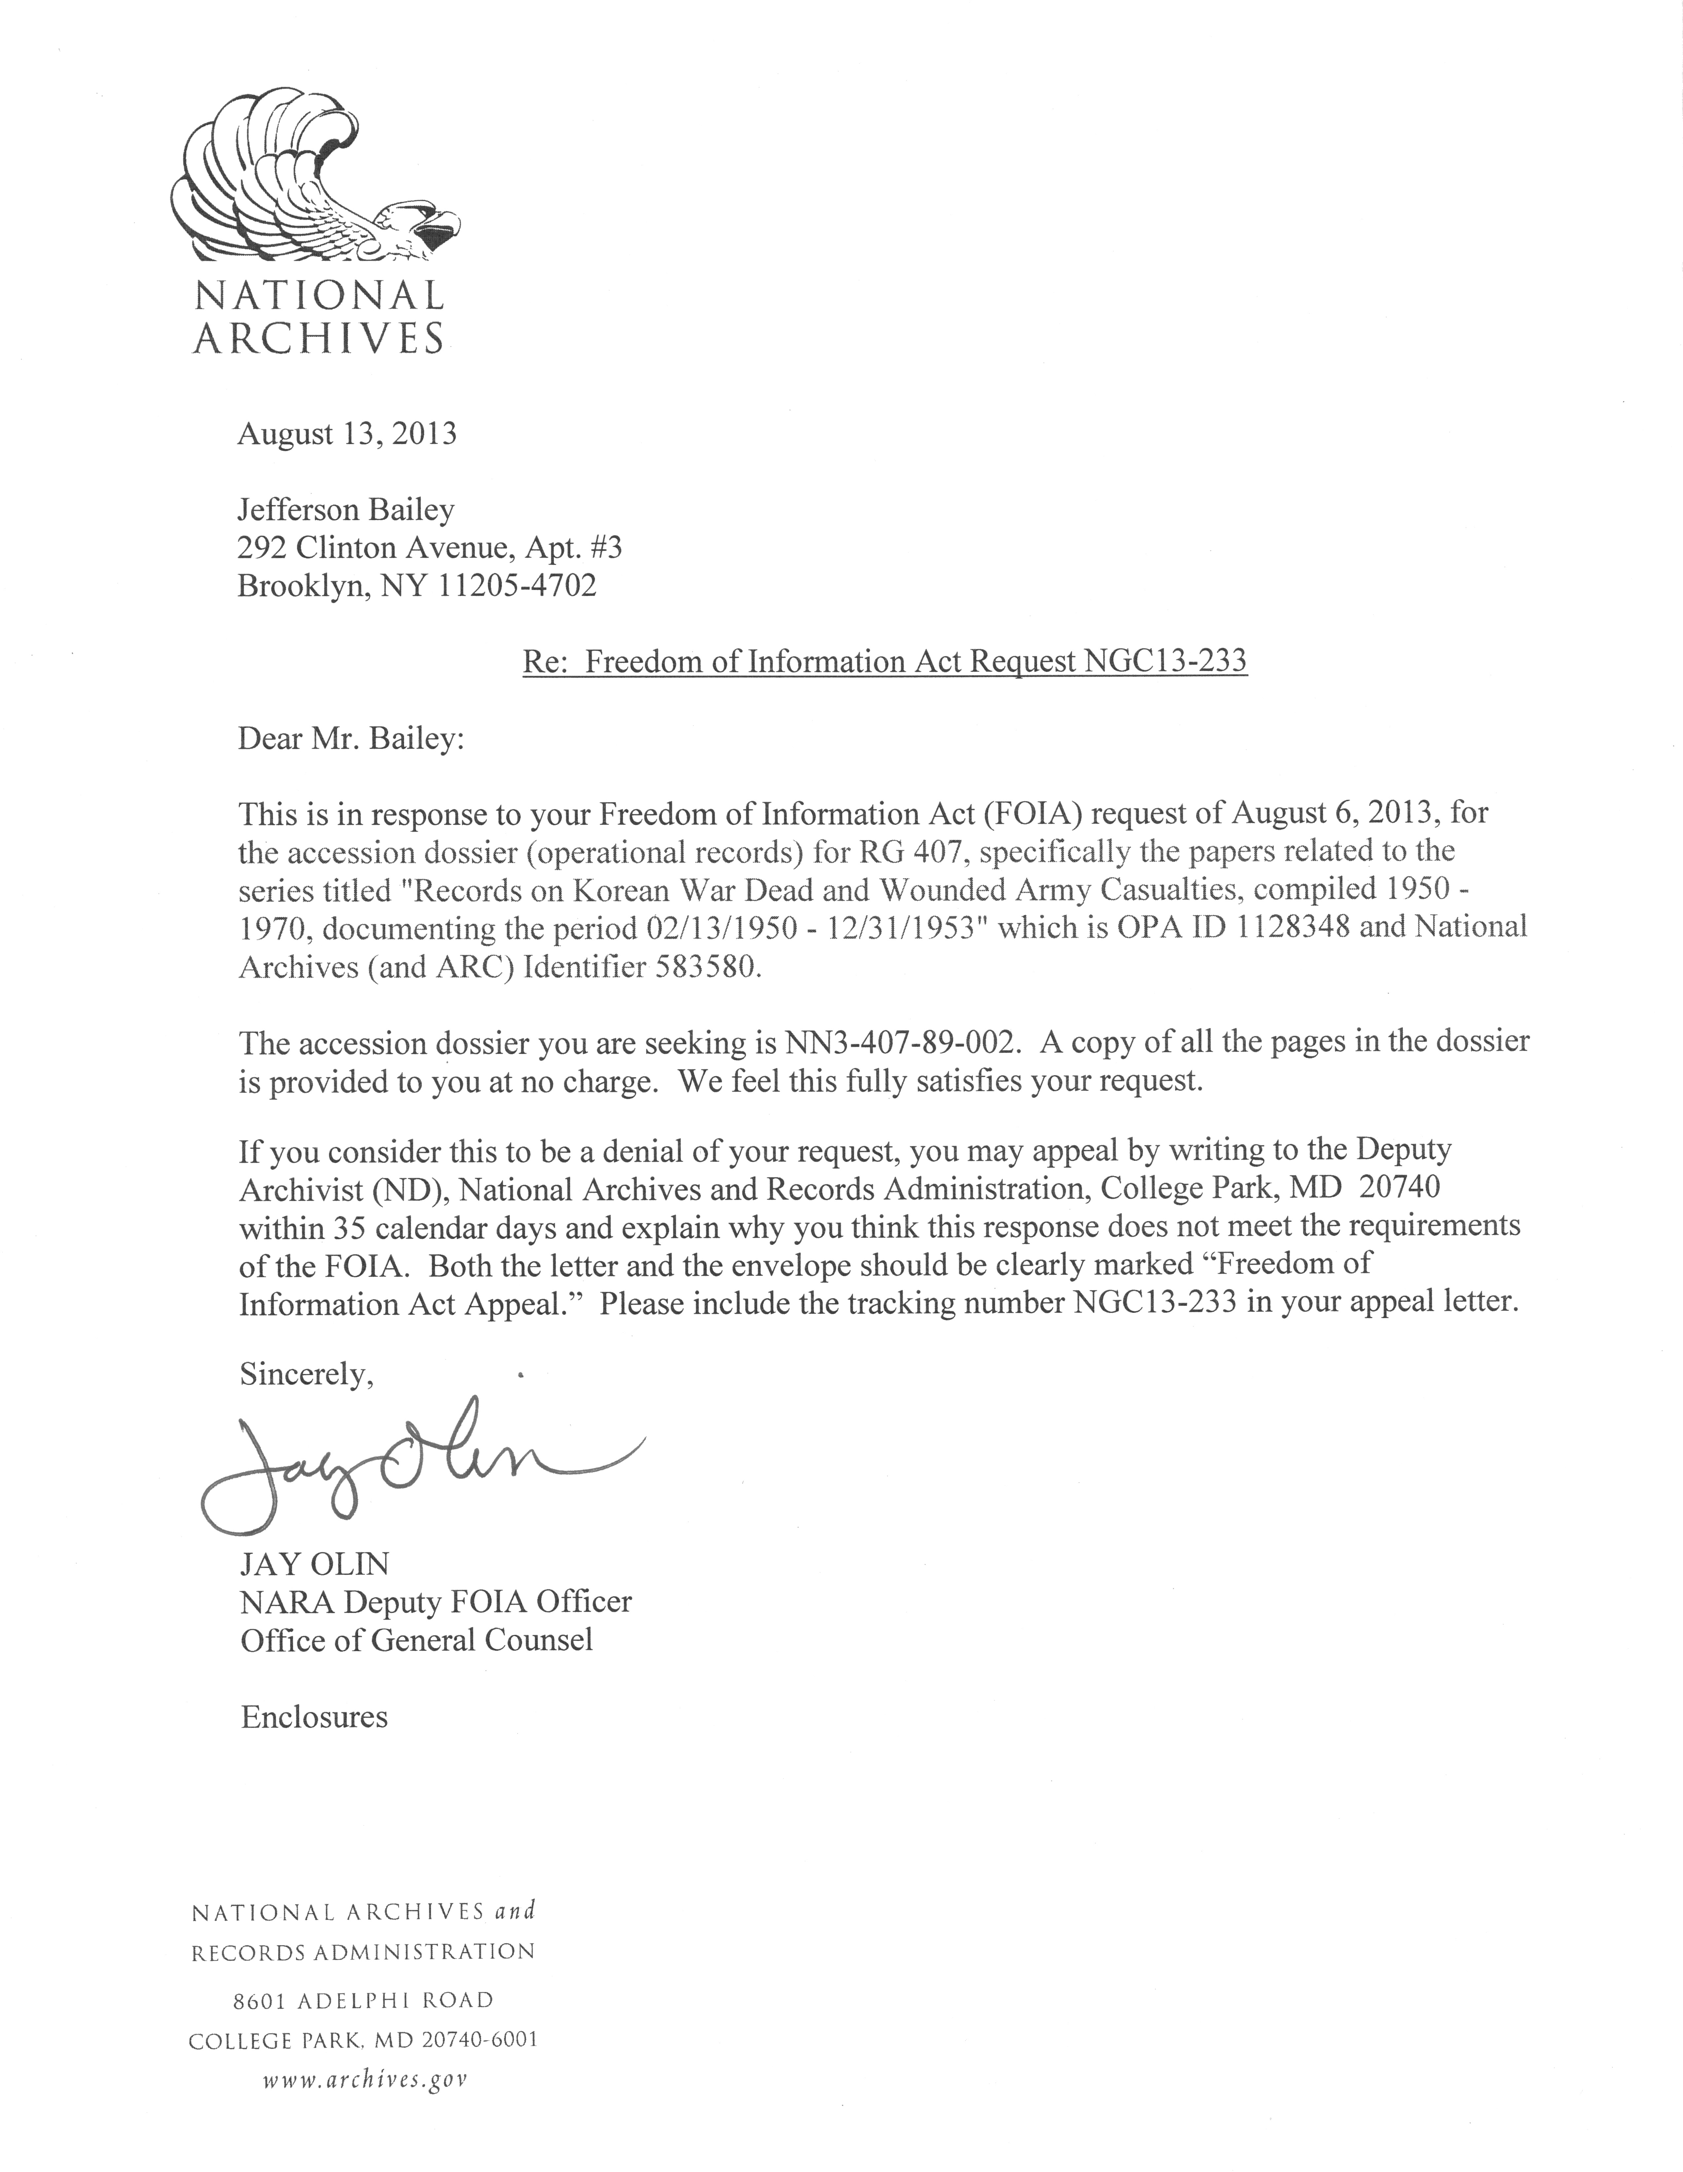 NATIONAL
ARCHIVES
August 13, 2013
Jefferson Bailey
292 Clinton Avenue, Apt. #3
Brooklyn, NY 11205-4702
Re:  Freedom of Information Act Request NGC13-233
Dear Mr. Bailey:
This is in response to your Freedom of Information Act (FOIA) request of August 6, 2013, for
the accession dossier (operational records) for RG 407, specifically the papers related to the
series titled "Records on Korean War Dead and Wounded Army Casualties, compiled 1950 -
1970, documenting the period 02/13/1950 - 12/31/1953" which is OPA ID 1128348 and National
Archives (and ARC) Identifier 583580.
The accession dossier you are seeking is NN3-407-89-002.  A copy of all the pages in the dossier
is provided to you at no charge.  We feel this fully satisfies your request.
If you consider this to be a denial of your request, you may appeal by writing to the Deputy
Archivist (ND), National Archives and Records Administration, College Park, MD  20740
within 35 calendar days and explain why you think this response does not meet the requirements
of the FOIA.  Both the letter and the envelope should be clearly marked “Freedom of
Information Act Appeal.”  Please include the tracking number NGC13-233 in your appeal letter.
Sincerely,
Jay Olin
JAY OLIN
NARA Deputy FOIA Officer
Office of General Counsel
Enclosures
NATIONAL ARCHIVES and
RECORDS ADMINISTRATION
8601 ADELPHI ROAD
COLLEGE PARK, MD 20740-6001
www.archives.gov